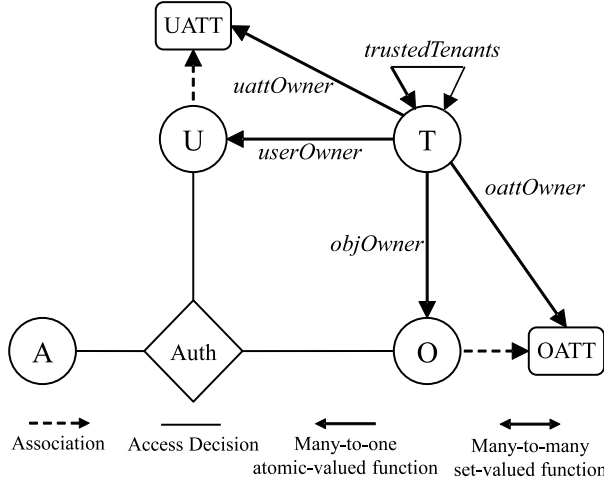 UATT
trustedTenants
uattOwner
U
T
userOwner
oattOwner
objOwner
A
Auth
O
OATT
Association
Access Decision
Many-to-one
atomic-valued function
Many-to-many
set-valued function